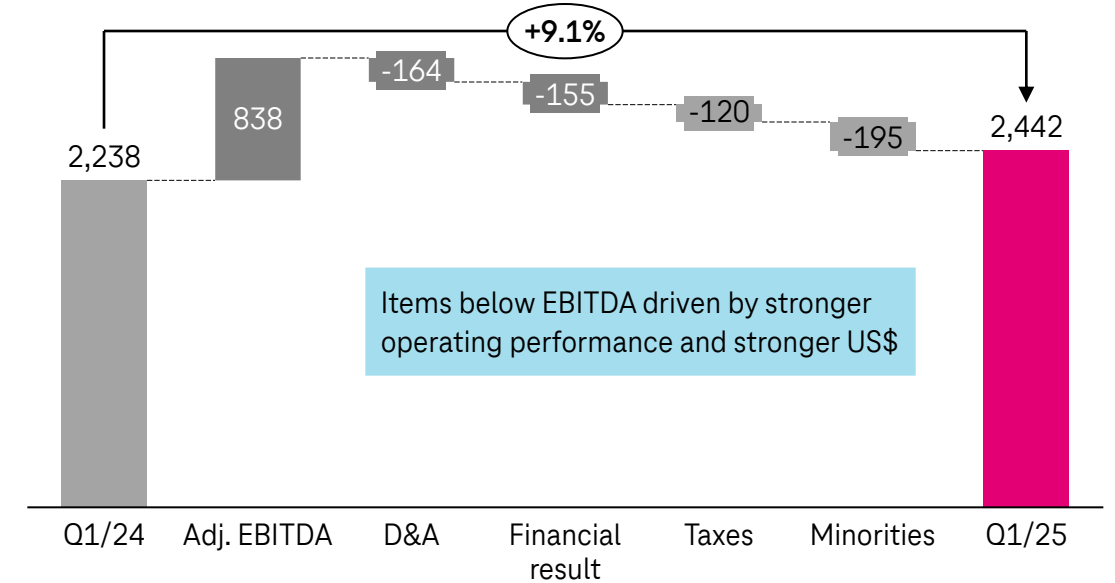 +9.1%
2,238
838
-164
-155
-120
-195
2,442
Items below EBITDA driven by stronger
operating performance and stronger US$
Q1/24
Adj. EBITDA
D&A
Financial
result
Taxes
Minorities
Q1/25